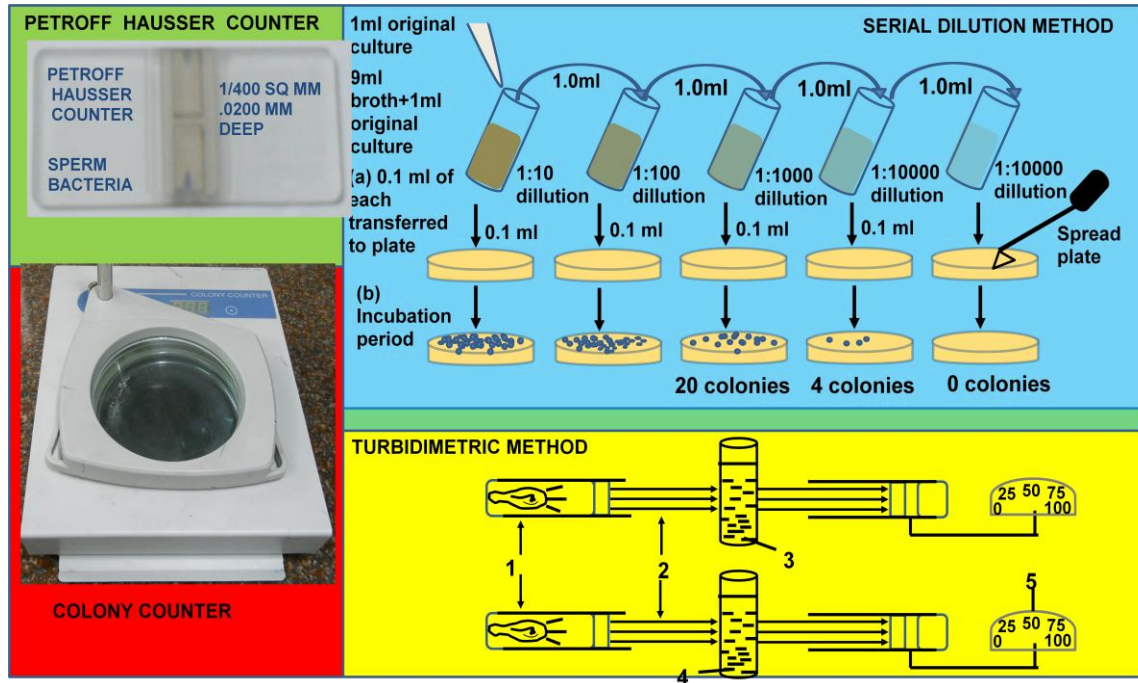 PETROFF HAUSSER COUNTER
PETROFF
HAUSSER
COUNTER
1/400 SQ MM
.0200 MM
DEEP
SPERM
BACTERIA
COLONY COUNTER
COLONY COUNTER
SERIAL DILUTION METHOD
1ml original
culture
9ml
broth+1ml
original
culture
1.0ml
1.0ml
1.0ml
1.0ml
1:10
dillution
1:100
dillution
1:1000
dillution
1:10000
dillution
1:10000
dillution
(a) 0.1 ml of
each
transferred
to plate
0.1 ml
0.1 ml
0.1 ml
0.1 ml
Spread
plate
(b)
Incubation
period
20 colonies
4 colonies
0 colonies
TURBIDIMETRIC METHOD
0 25 50 75 100
1
2
3
5
0 25 50 75 100
4